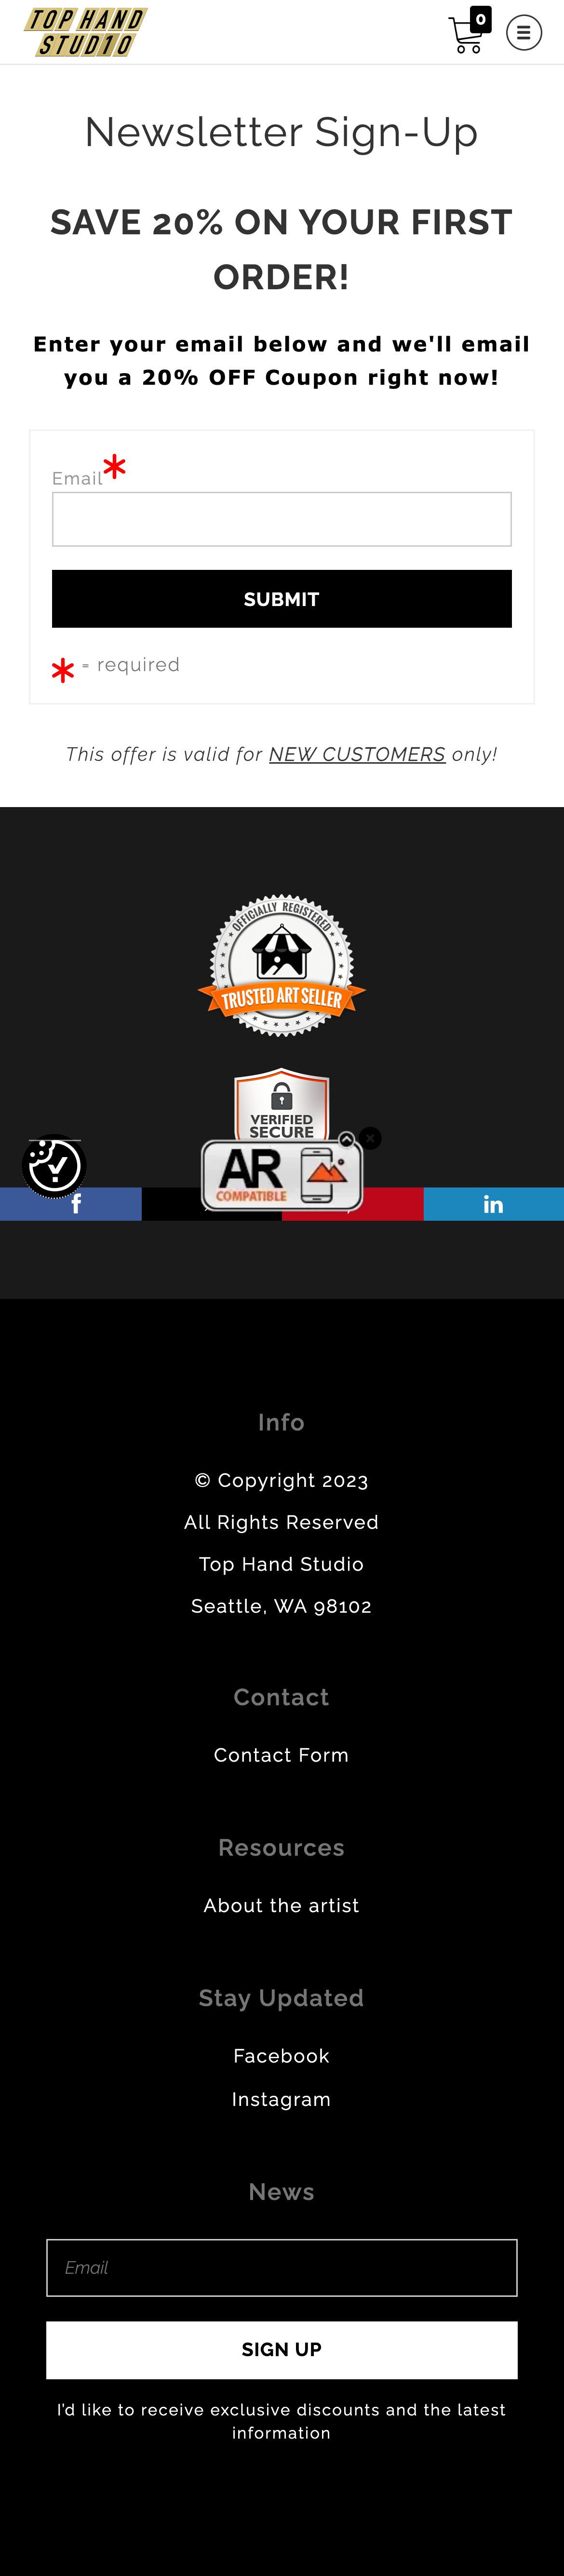 TOP HAND
STUD10
0
Newsletter Sign-Up
SAVE 20% ON YOUR FIRST
ORDER!
Enter your email below and we'll email
you a 20% OFF Coupon right now!
Email*
SUBMIT
* = required
This offer is valid for NEW CUSTOMERS only!
OFFICIALLY REGISTERED
TRUSTED ART SELLER
VERIFIED
SECURE
AR
COMPATIBLE
f
in
Info
© Copyright 2023
All Rights Reserved
Top Hand Studio
Seattle, WA 98102
Contact
Contact Form
Resources
About the artist
Stay Updated
Facebook
Instagram
News
Email
SIGN UP
I'd like to receive exclusive discounts and the latest
information